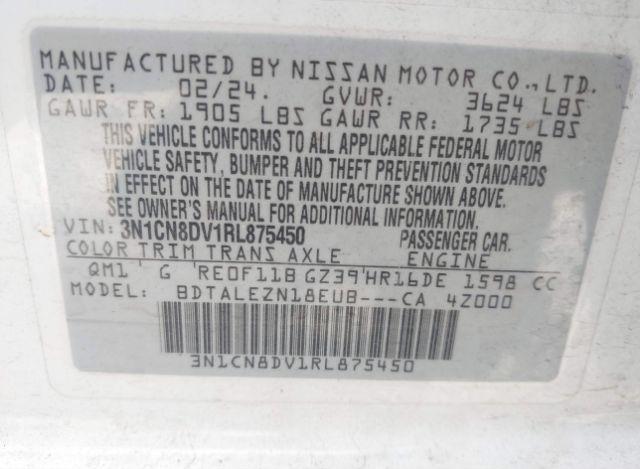 MANUFACTURED BY NISSAN MOTOR CO., LTD.
DATE: 02/24. GVWR: 3624 LBS
GAWR FR: 1905 LBS GAWR RR: 1735 LBS
THIS VEHICLE CONFORMS TO ALL APPLICABLE FEDERAL MOTOR
VEHICLE SAFETY, BUMPER AND THEFT PREVENTION STANDARDS
IN EFFECT ON THE DATE OF MANUFACTURE SHOWN ABOVE.
SEE OWNER'S MANUAL FOR ADDITIONAL INFORMATION.
VIN: 3N1CN8DV1RL875450 PASSENGER CAR.
COLOR TRIM TRANS AXLE ENGINE
QM1 G RE0F11B GZ39 HR16DE 1598 CC
MODEL: BDTALEZN18EUB---CA 4Z000
3N1CN8DV1RL875450